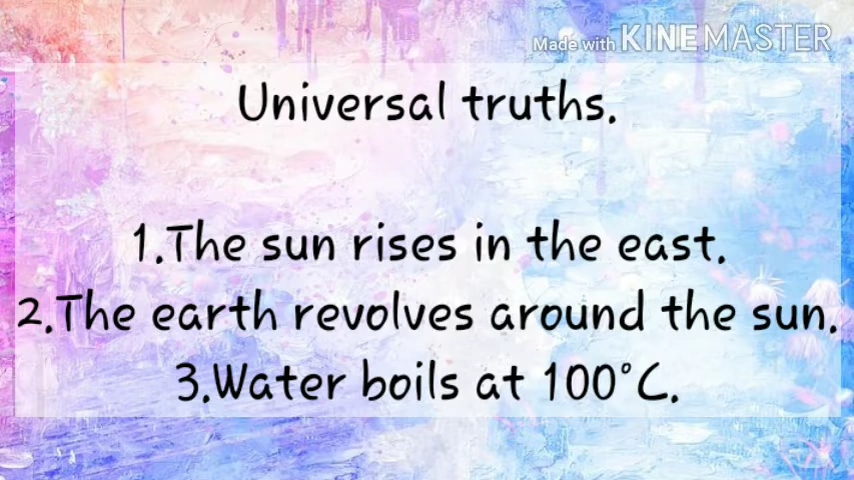 Made with KINEMASTER
Universal truths.
1.The sun rises in the east.
2.The earth revolves around the sun.
3.Water boils at 100°C.